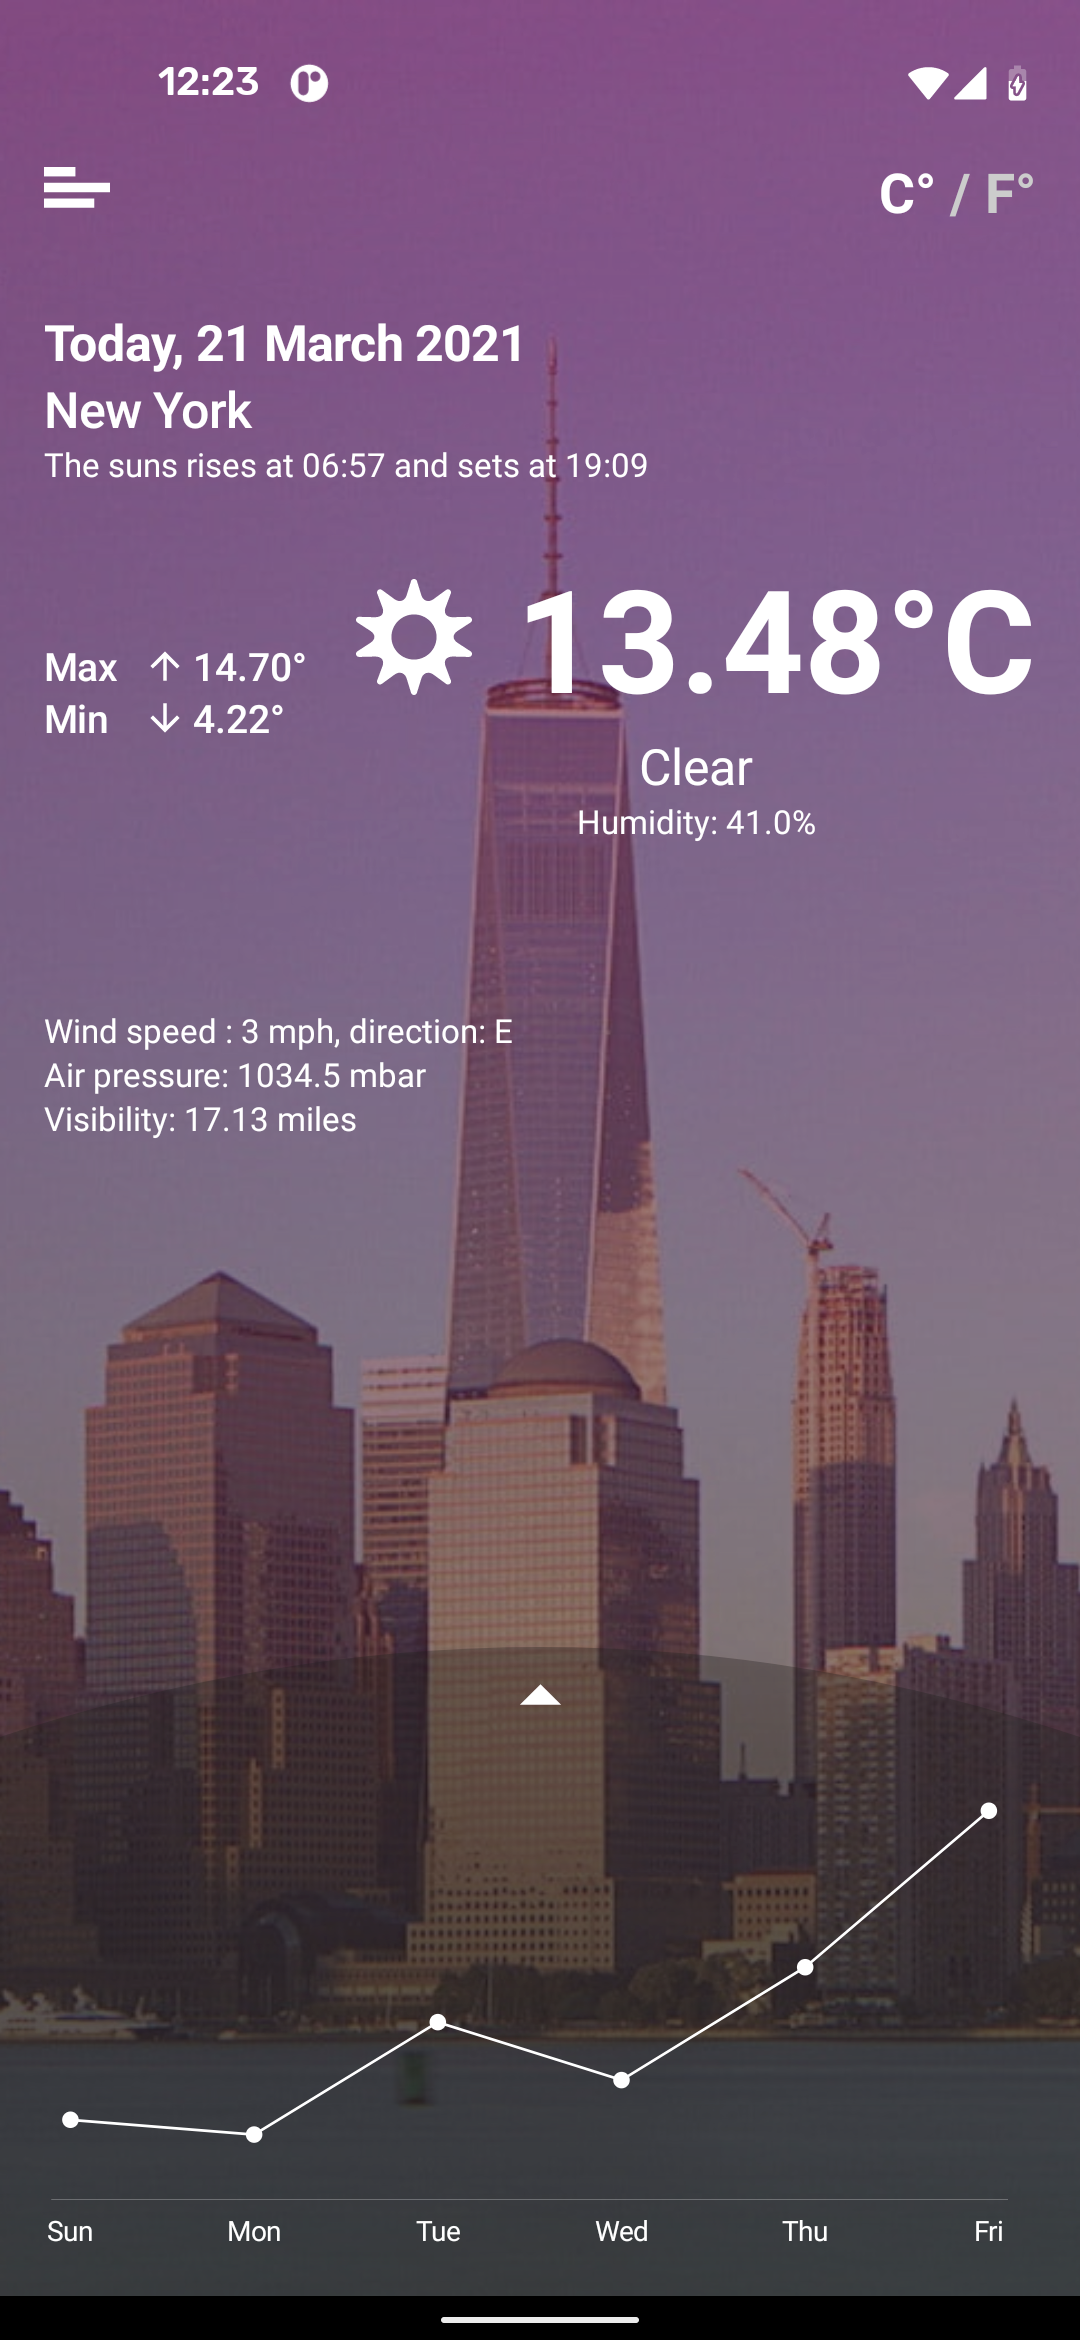 12:23
C° / F°
Today, 21 March 2021
New York
The suns rises at 06:57 and sets at 19:09
13.48°C
Max ↑ 14.70°
Min ↓ 4.22°
Clear
Humidity: 41.0%
Wind speed : 3 mph, direction: E
Air pressure: 1034.5 mbar
Visibility: 17.13 miles
Sun Mon Tue Wed Thu Fri